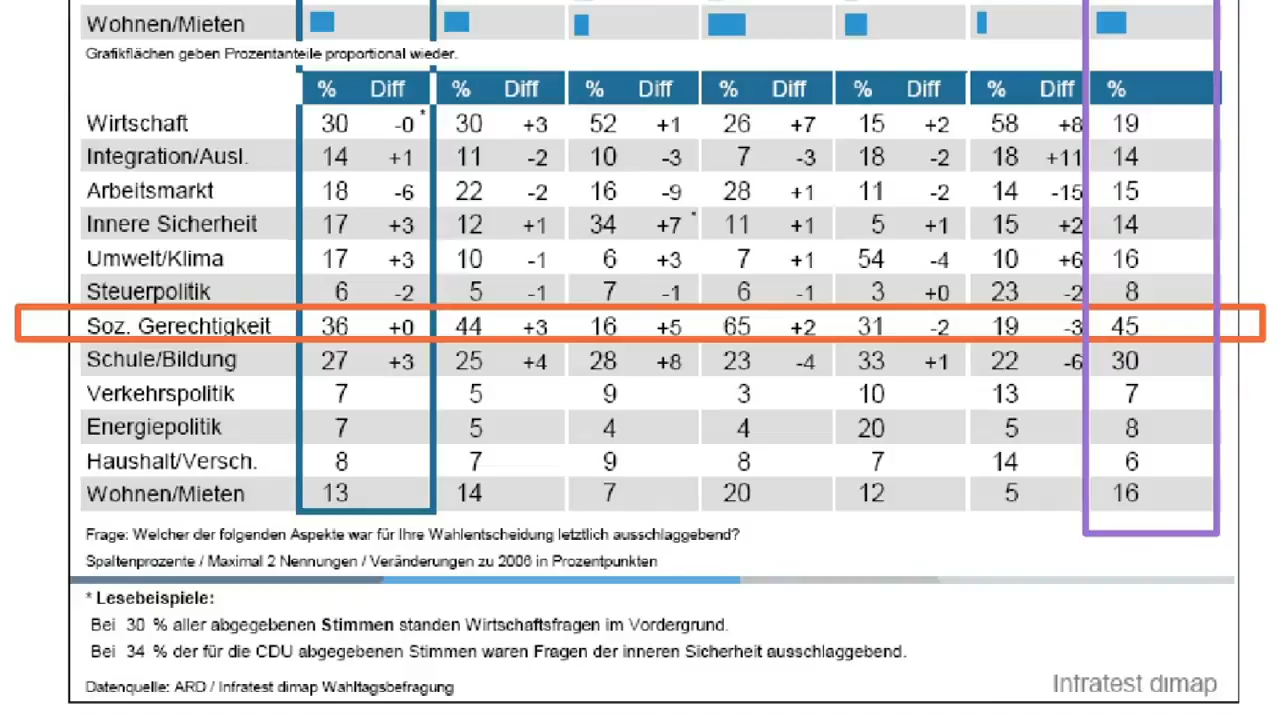 Wohnen/Mieten
Grafikflächen geben Prozentanteile proportional wieder.
% Diff % Diff % Diff % Diff % Diff % Diff %
Wirtschaft 30 -0* 30 +3 52 +1 26 +7 15 +2 58 +8 19
Integration/Ausl. 14 +1 11 -2 10 -3 7 -3 18 -2 18 +11 14
Arbeitsmarkt 18 -6 22 -2 16 -9 28 +1 11 -2 14 -15 15
Innere Sicherheit 17 +3 12 +1 34 +7* 11 +1 5 +1 15 +2 14
Umwelt/Klima 17 +3 10 -1 6 +3 7 +1 54 -4 10 +6 16
Steuerpolitik 6 -2 5 -1 7 -1 6 -1 3 +0 23 -2 8
Soz. Gerechtigkeit 36 +0 44 +3 16 +5 65 +2 31 -2 19 -3 45
Schule/Bildung 27 +3 25 +4 28 +8 23 -4 33 +1 22 -6 30
Verkehrspolitik 7 5 9 3 10 13 7
Energiepolitik 7 5 4 4 20 5 8
Haushalt/Versch. 8 7 9 8 7 14 6
Wohnen/Mieten 13 14 7 20 12 5 16
Frage: Welcher der folgenden Aspekte war für Ihre Wahlentscheidung letztlich ausschlaggebend?
Spaltenprozente / Maximal 2 Nennungen / Veränderungen zu 2006 in Prozentpunkten
* Lesebeispiele:
Bei 30 % aller abgegebenen Stimmen standen Wirtschaftsfragen im Vordergrund.
Bei 34 % der für die CDU abgegebenen Stimmen waren Fragen der inneren Sicherheit ausschlaggebend.
Datenquelle: ARD / Infratest dimap Wahltagsbefragung
Infratest dimap